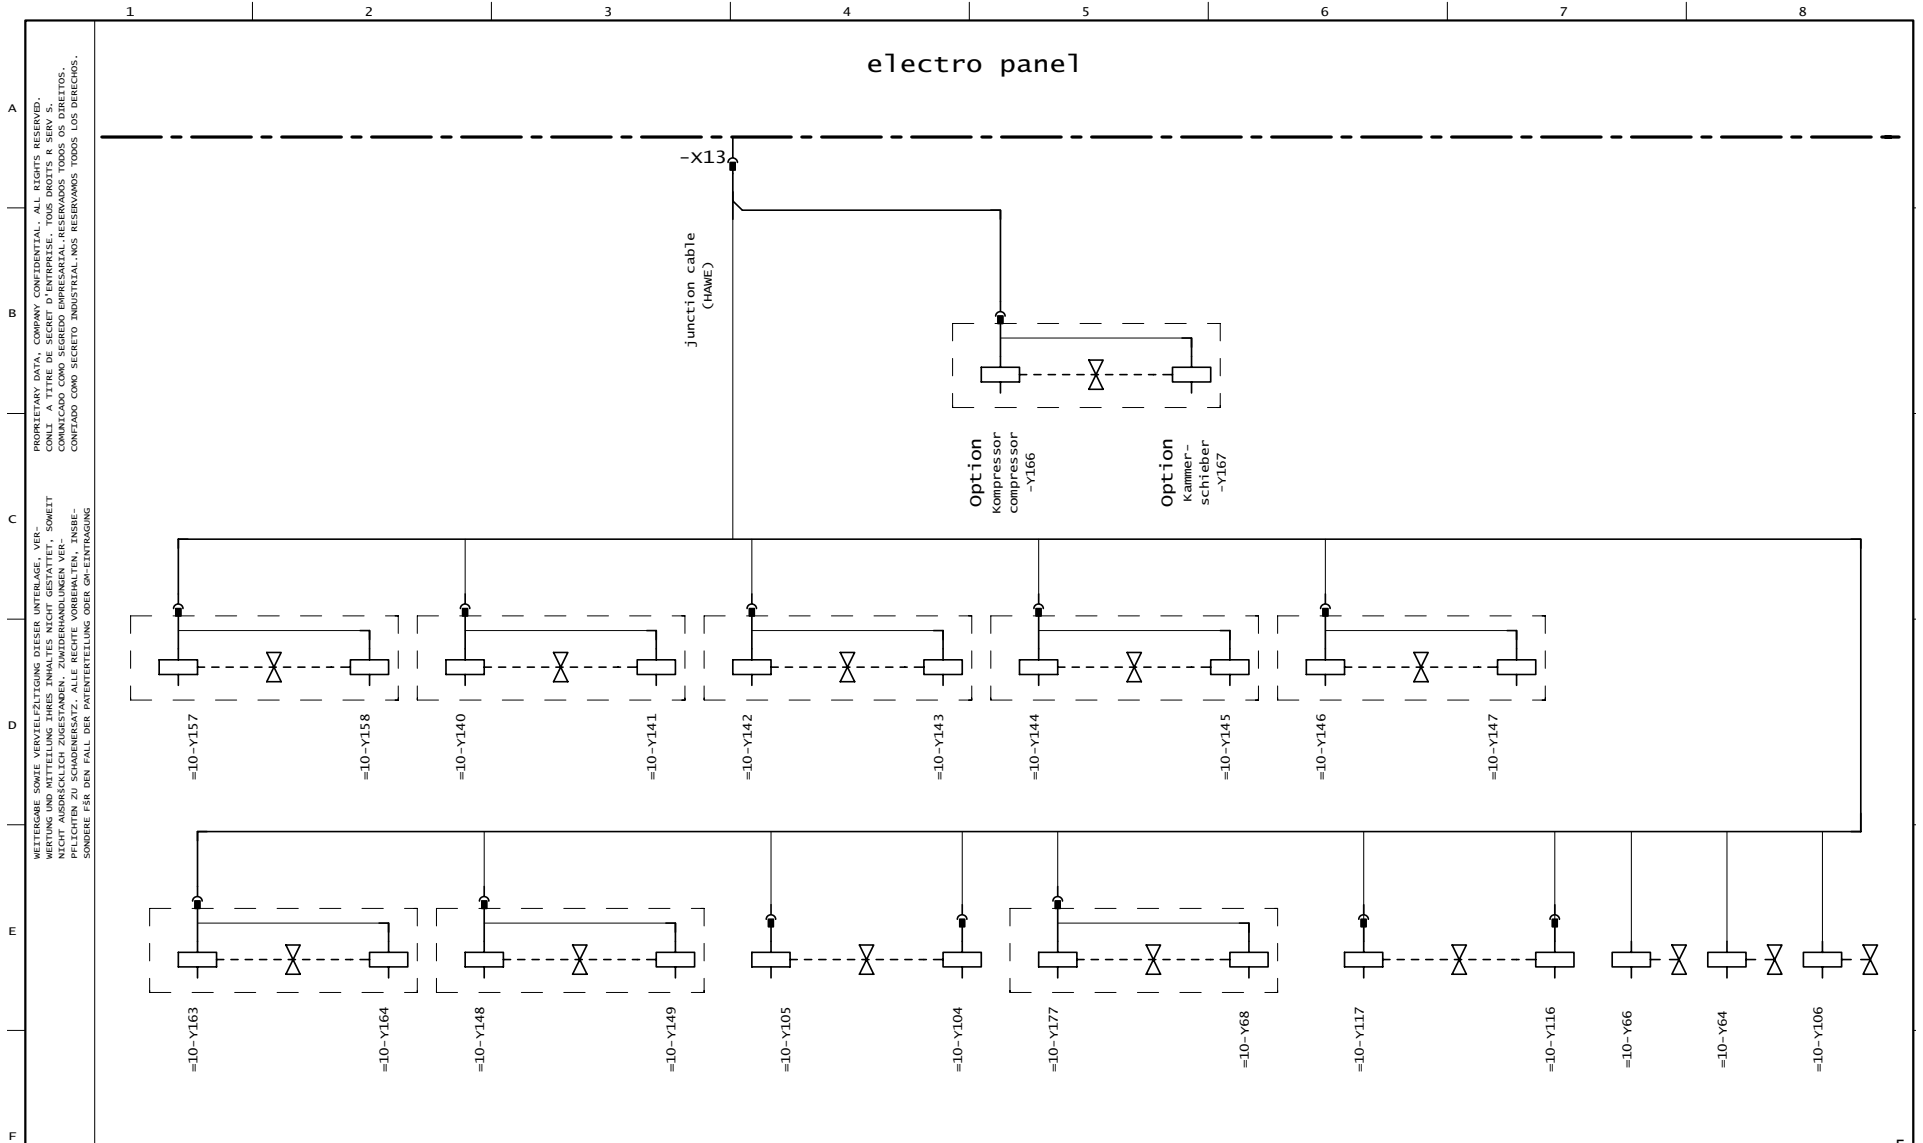 1 2 3 4 5 6 7 8
electro panel
A
B
C
D
E
F
PROPRIETARY DATA, COMPANY CONFIDENTIAL. ALL RIGHTS RESERVED.
CONLI A TITRE DE SECRET D'ENTRPRISE. TOUS DROITS R SERV S.
COMUNICADO COMO SEGREDO EMPRESARIAL.RESERVADOS TODOS OS DIREITOS.
CONFIADO COMO SECRETO INDUSTRIAL.NOS RESERVAMOS TODOS LOS DERECHOS.
WEITERGABE SOWIE VERVIELFŽLTIGUNG DIESER UNTERLAGE, VER-
WERTUNG UND MITTEILUNG IHRES INHALTES NICHT GESTATTET, SOWEIT
NICHT AUSDRŠCKLICH ZUGESTANDEN. ZUWIDERHANDLUNGEN VER-
PFLICHTEN ZU SCHADENERSATZ. ALLE RECHTE VORBEHALTEN, INSBE-
SONDERE FŠR DEN FALL DER PATENTERTEILUNG ODER GM-EINTRAGUNG
-X13
junction cable
(HAWE)
Option
Kompressor
compressor
-Y166
Option
Kammer-
schieber
-Y167
=10-Y157
=10-Y158
=10-Y140
=10-Y141
=10-Y142
=10-Y143
=10-Y144
=10-Y145
=10-Y146
=10-Y147
=10-Y163
=10-Y164
=10-Y148
=10-Y149
=10-Y105
=10-Y104
=10-Y177
=10-Y68
=10-Y117
=10-Y116
=10-Y66
=10-Y64
=10-Y106